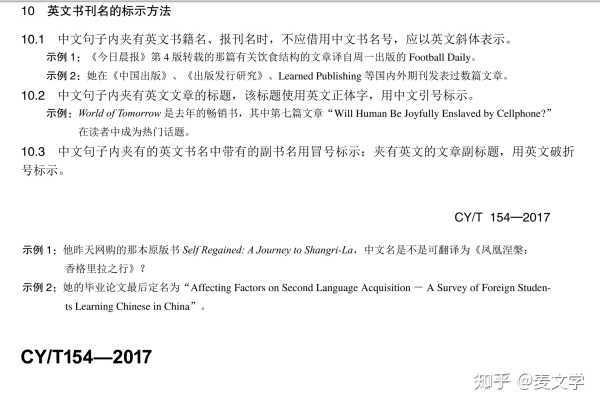 10 英文书刊名的标示方法
10.1 中文句子内夹有英文书籍名、报刊名时，不应借用中文书名号，应以英文斜体表示。
示例 1：《今日晨报》第 4 版转载的那篇有关饮食结构的文章译自周一出版的 Football Daily。
示例 2：她在《中国出版》、《出版发行研究》、Learned Publishing 等国内外期刊发表过数篇文章。
10.2 中文句子内夹有英文文章的标题，该标题使用英文正体字，用中文引号标示。
示例：World of Tomorrow 是去年的畅销书，其中第七篇文章“Will Human Be Joyfully Enslaved by Cellphone?”
在读者中成为热门话题。
10.3 中文句子内夹有的英文书名中带有的副书名用冒号标示；夹有英文的文章副标题，用英文破折
号标示。
CY/T 154—2017
示例 1：他昨天网购的那本原版书 Self Regained: A Journey to Shangri-La，中文名是不是可翻译为《凤凰涅槃：
香格里拉之行》？
示例 2：她的毕业论文最后定名为“Affecting Factors on Second Language Acquisition — A Survey of Foreign Studen-
ts Learning Chinese in China”。
CY/T154—2017
知乎 @麦文学